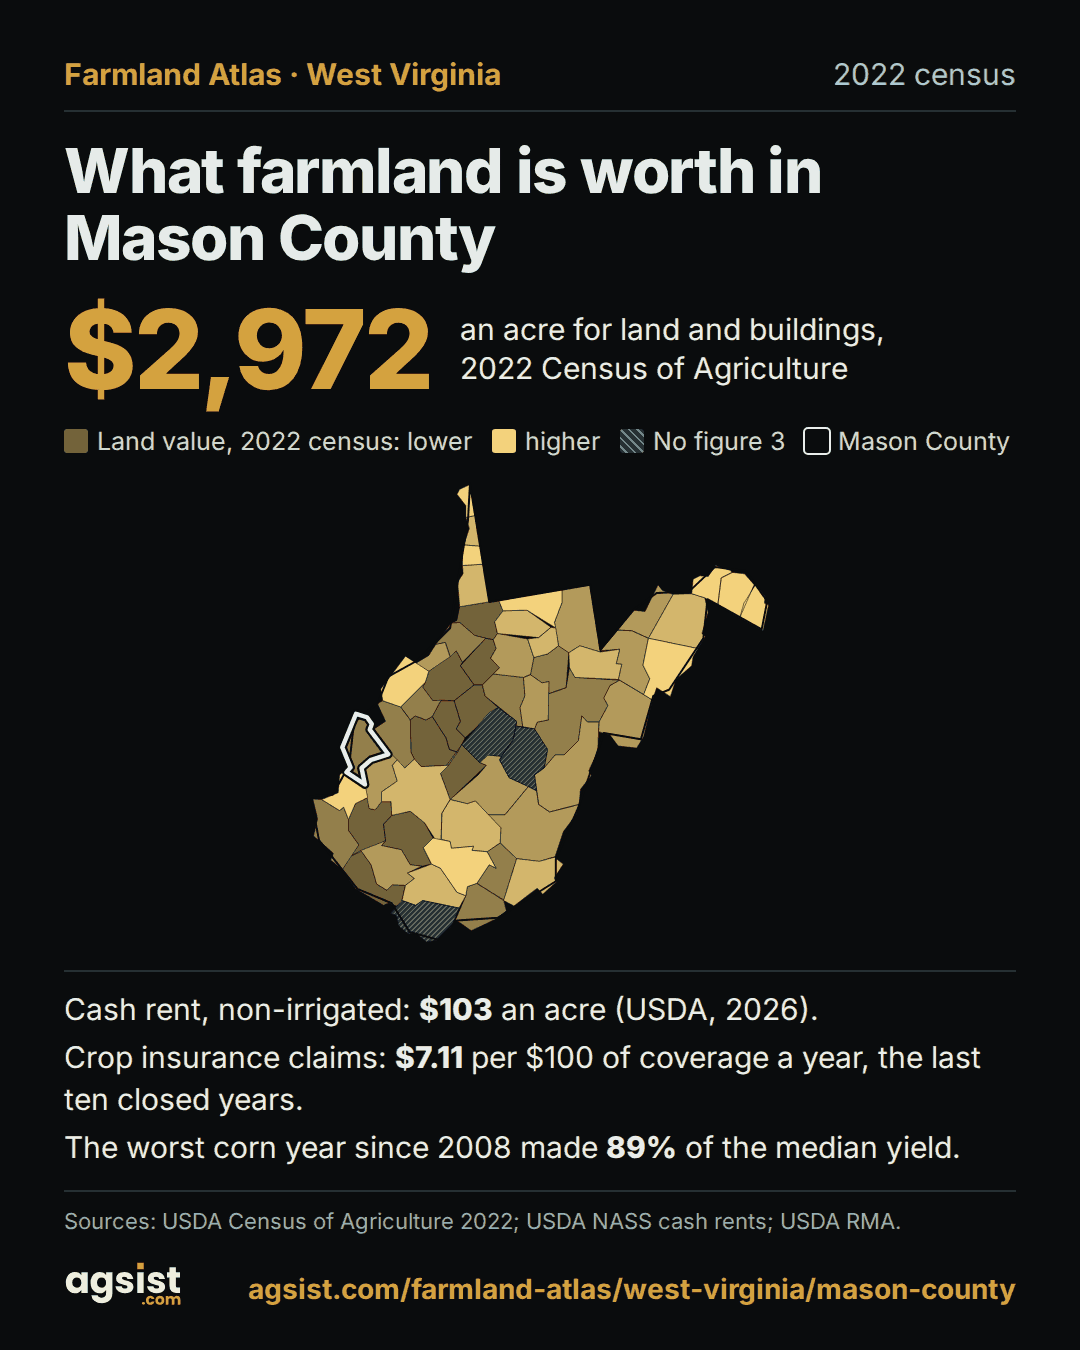 Farmland Atlas · West Virginia
2022 census
What farmland is worth in
Mason County
$2,972
an acre for land and buildings,
2022 Census of Agriculture
Land value, 2022 census: lower
higher
No figure 3
Mason County
Cash rent, non-irrigated: $103 an acre (USDA, 2026).
Crop insurance claims: $7.11 per $100 of coverage a year, the last
ten closed years.
The worst corn year since 2008 made 89% of the median yield.
Sources: USDA Census of Agriculture 2022; USDA NASS cash rents; USDA RMA.
agsist
.com
agsist.com/farmland-atlas/west-virginia/mason-county